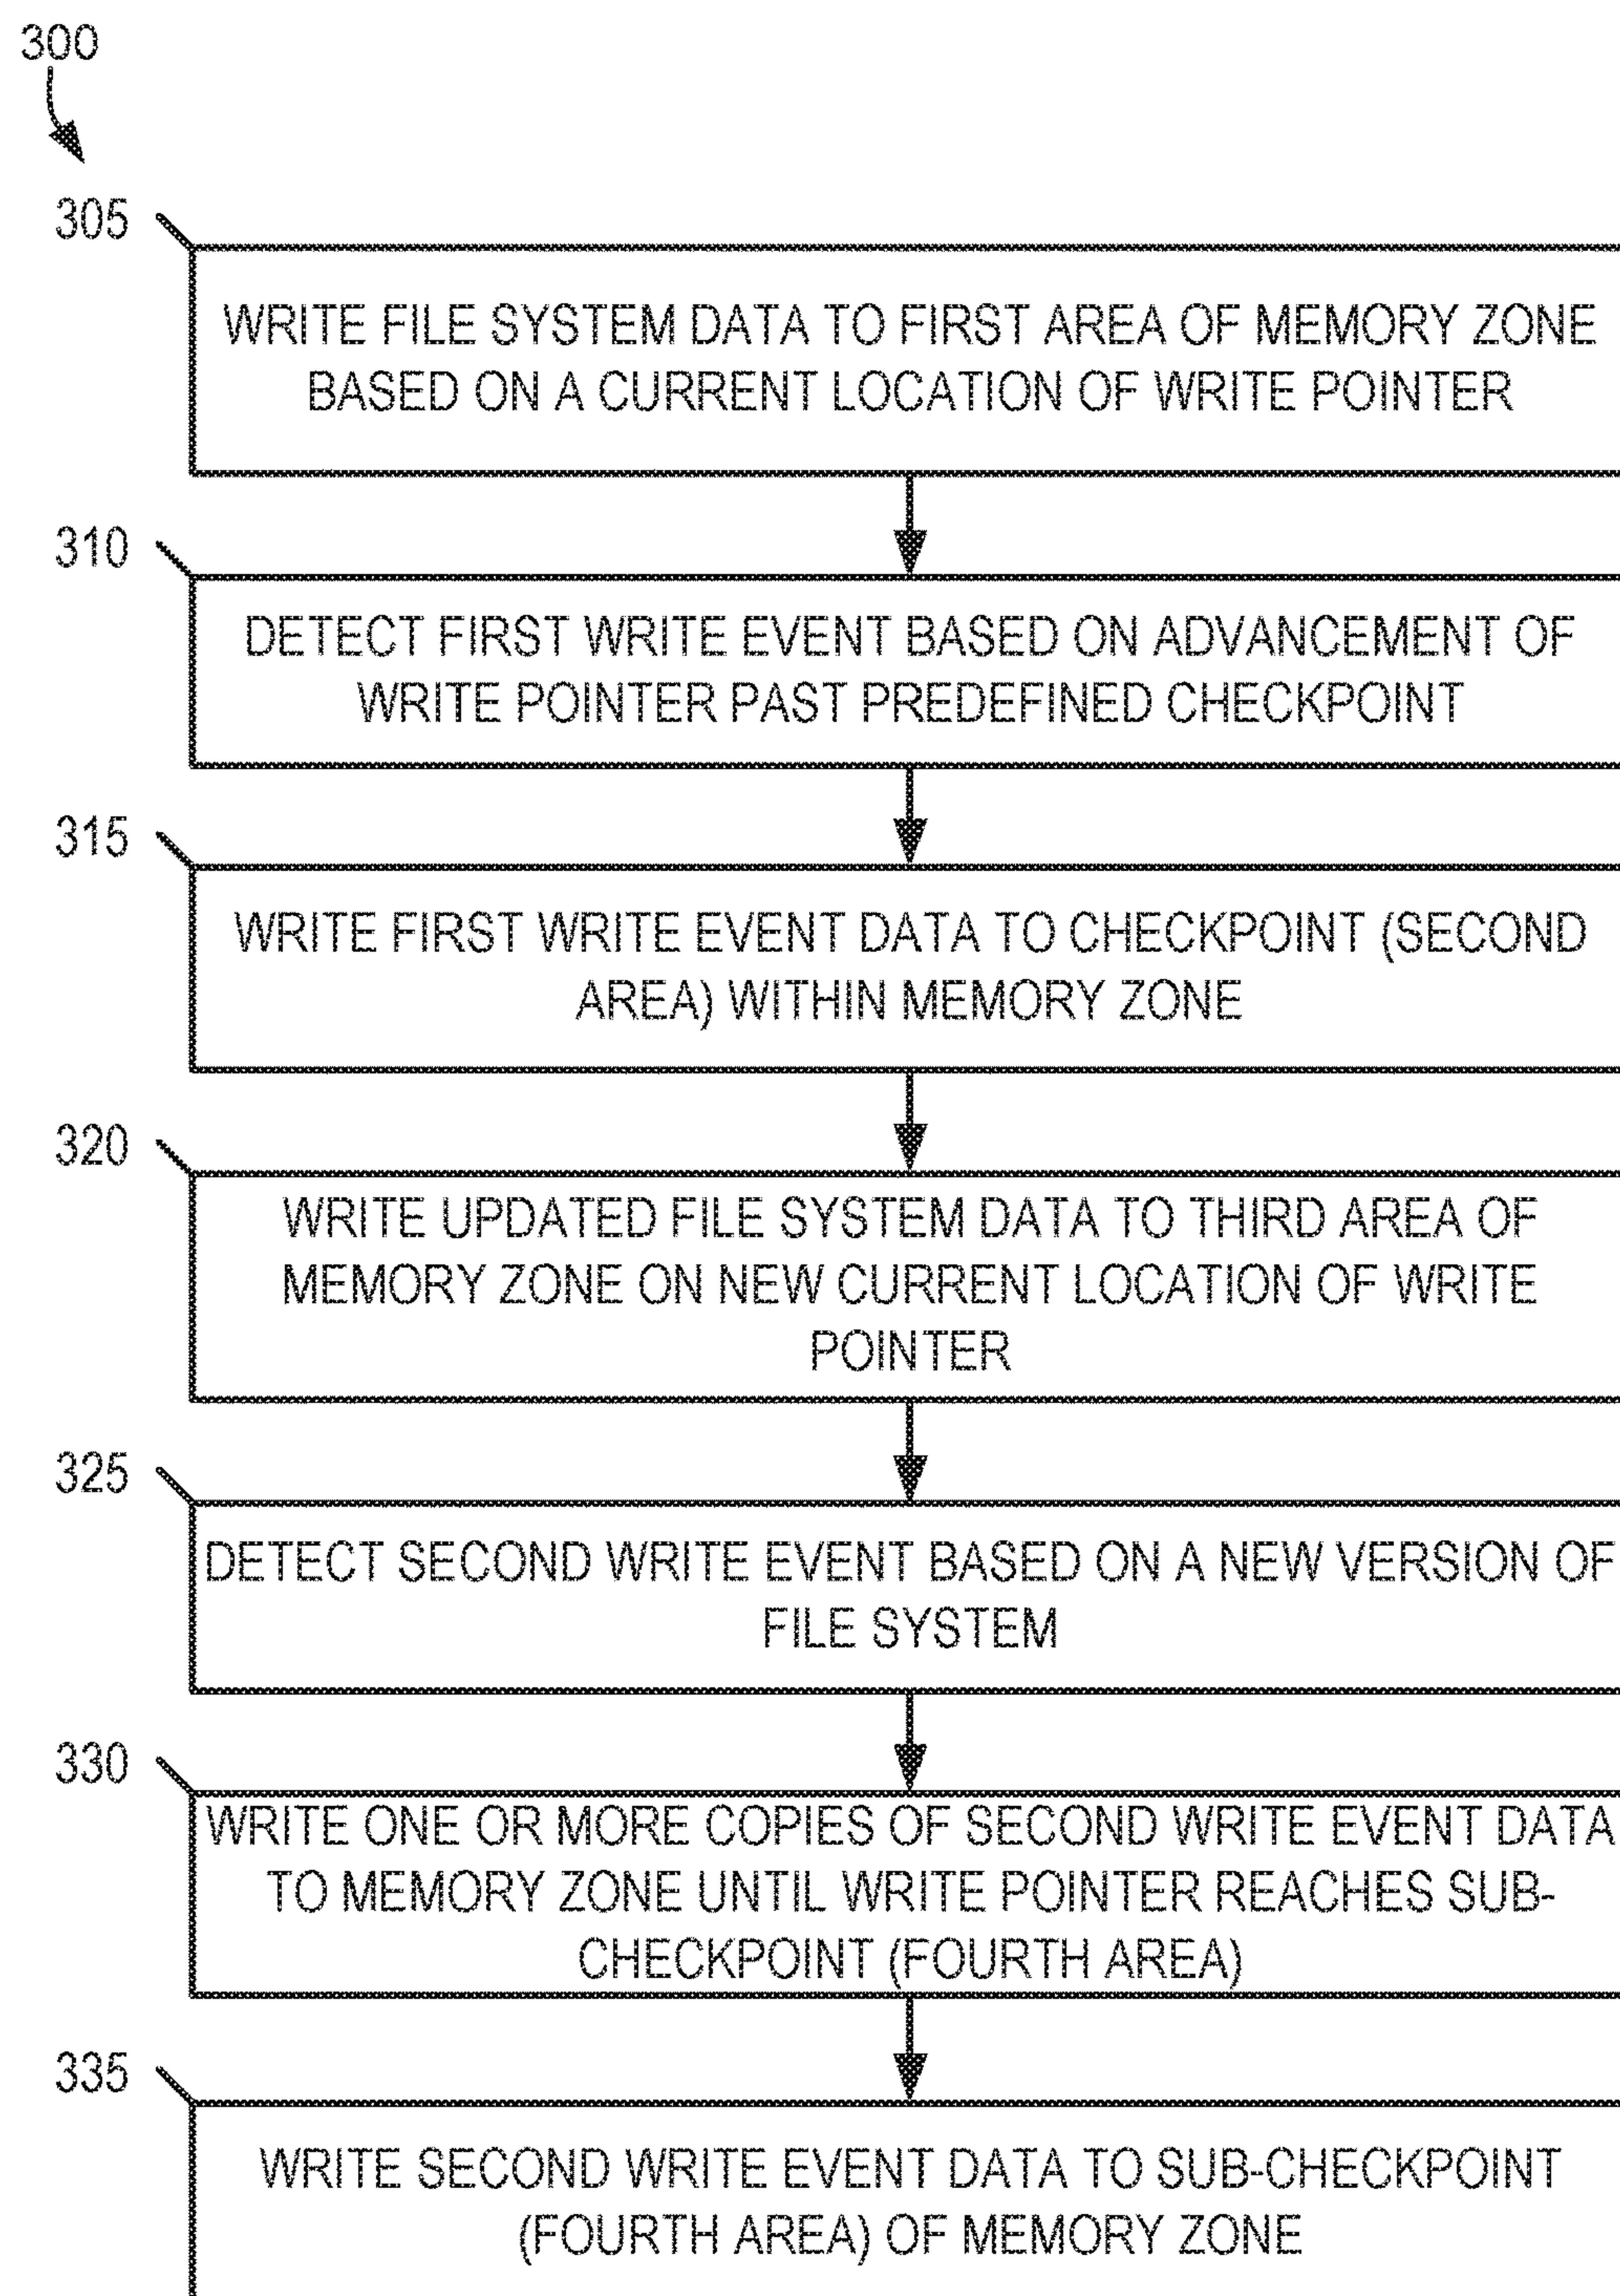 300
305
WRITE FILE SYSTEM DATA TO FIRST AREA OF MEMORY ZONE
BASED ON A CURRENT LOCATION OF WRITE POINTER
310
DETECT FIRST WRITE EVENT BASED ON ADVANCEMENT OF
WRITE POINTER PAST PREDEFINED CHECKPOINT
315
WRITE FIRST WRITE EVENT DATA TO CHECKPOINT (SECOND
AREA) WITHIN MEMORY ZONE
320
WRITE UPDATED FILE SYSTEM DATA TO THIRD AREA OF
MEMORY ZONE ON NEW CURRENT LOCATION OF WRITE
POINTER
325
DETECT SECOND WRITE EVENT BASED ON A NEW VERSION OF
FILE SYSTEM
330
WRITE ONE OR MORE COPIES OF SECOND WRITE EVENT DATA
TO MEMORY ZONE UNTIL WRITE POINTER REACHES SUB-
CHECKPOINT (FOURTH AREA)
335
WRITE SECOND WRITE EVENT DATA TO SUB-CHECKPOINT
(FOURTH AREA) OF MEMORY ZONE